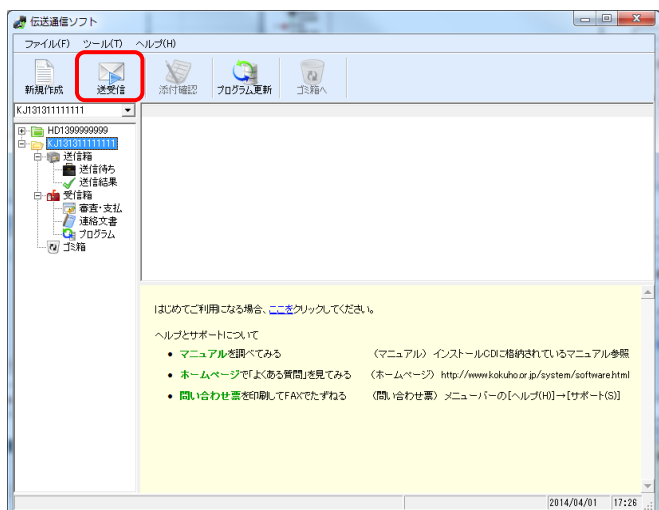 伝送通信ソフト
ファイル(F) ツール(T) ヘルプ(H)
新規作成 送受信 添付確認 プログラム更新 ゴミ箱へ
KJ131311111111
HD1399999999
KJ131311111111
送信箱
送信待ち
送信結果
受信箱
審査・支払
連絡文書
プログラム
ゴミ箱
はじめてご利用になる場合、ここをクリックしてください。
ヘルプとサポートについて
• マニュアルを調べてみる (マニュアル) インストールCDに格納されているマニュアル参照
• ホームページで「よくある質問」を見てみる (ホームページ) http://www.kokuho.or.jp/system/software.html
• 問い合わせ票を印刷してFAXでたずねる (問い合わせ票) メニューバーの[ヘルプ(H)]→[サポート(S)]
2014/04/01 17:26